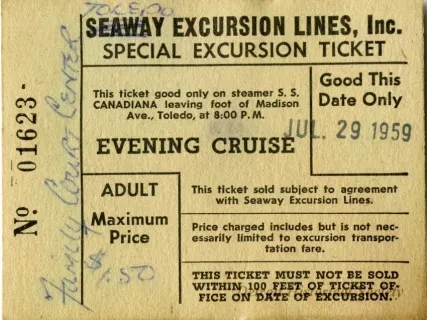 TOLEDO
SEAWAY EXCURSION LINES, Inc.
SPECIAL EXCURSION TICKET
This ticket good only on steamer S. S.
CANADIANA leaving foot of Madison
Ave., Toledo, at 8:00 P. M.
EVENING CRUISE
Good This
Date Only
JUL 29 1959
No 01623
Family Court Center
ADULT
Maximum
Price
$1.50
This ticket sold subject to agreement
with Seaway Excursion Lines.
Price charged includes but is not nec-
essarily limited to excursion transpor-
tation fare.
THIS TICKET MUST NOT BE SOLD
WITHIN 100 FEET OF TICKET OF-
FICE ON DATE OF EXCURSION.